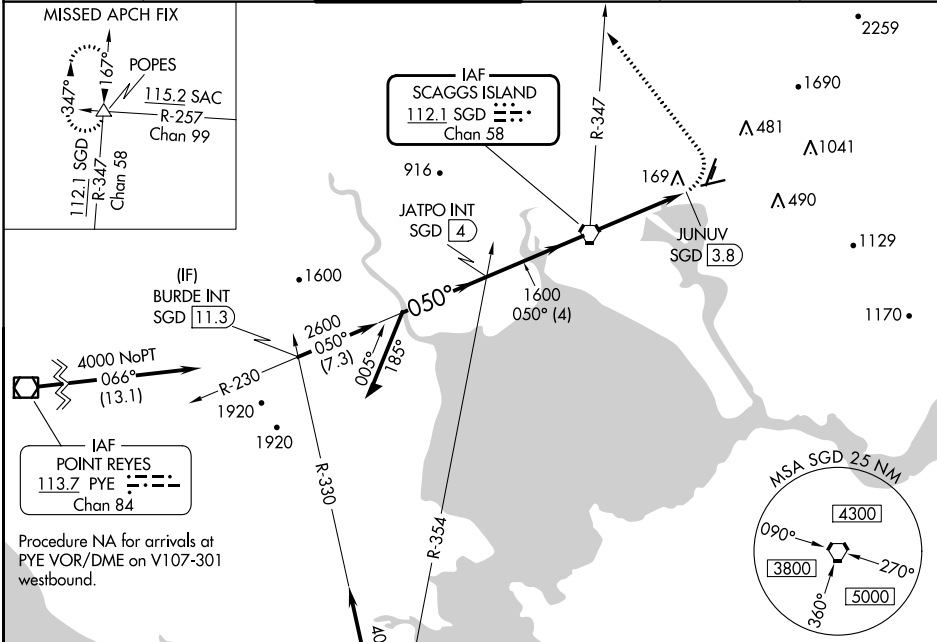 MISSED APCH FIX
POPES
347°
167°
115.2 SAC
R-257
Chan 99
112.1 SGD
R-347
Chan 58
IAF
SCAGGS ISLAND
112.1 SGD
Chan 58
R-347
2259
1690
481
1041
490
169
916
JATPO INT
SGD 4
JUNUV
SGD 3.8
1129
1170
(IF)
BURDE INT
SGD 11.3
1600
050°
1600
050° (4)
2600
050°
(7.3)
005°
185°
4000 NoPT
066°
(13.1)
R-230
1920
1920
IAF
POINT REYES
113.7 PYE
Chan 84
R-330
R-354
Procedure NA for arrivals at
PYE VOR/DME on V107-301
westbound.
40
MSA SGD 25 NM
4300
090°
3800
270°
5000
360°